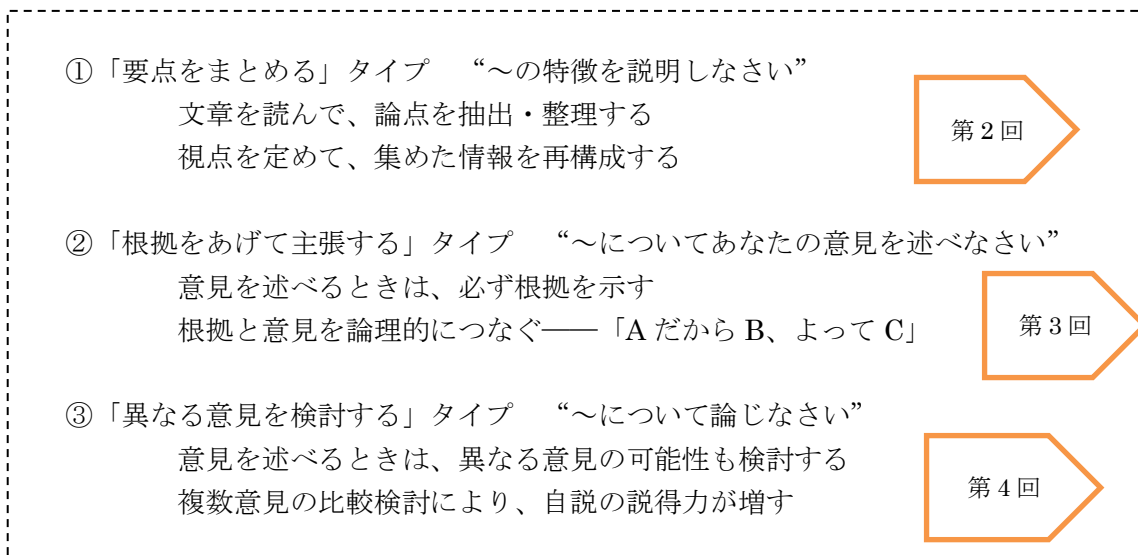 ①「要点をまとめる」タイプ “～の特徴を説明しなさい”
文章を読んで、論点を抽出・整理する
視点を定めて、集めた情報を再構成する
第２回
②「根拠をあげて主張する」タイプ “～についてあなたの意見を述べなさい”
意見を述べるときは、必ず根拠を示す
根拠と意見を論理的につなぐ――「A だから B、よって C」
第３回
③「異なる意見を検討する」タイプ “～について論じなさい”
意見を述べるときは、異なる意見の可能性も検討する
複数意見の比較検討により、自説の説得力が増す
第４回